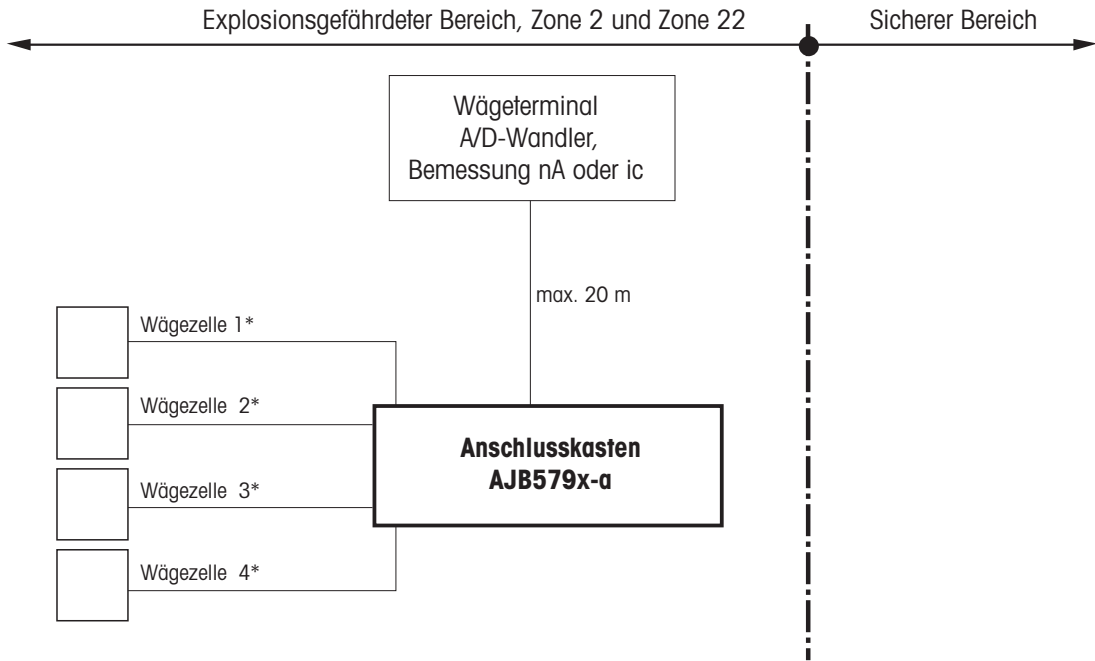 Explosionsgefährdeter Bereich, Zone 2 und Zone 22
Sicherer Bereich
Wägeterminal
A/D-Wandler,
Bemessung nA oder ic
max. 20 m
Wägezelle 1*
Wägezelle 2*
Wägezelle 3*
Wägezelle 4*
Anschlusskasten
AJB579x-a